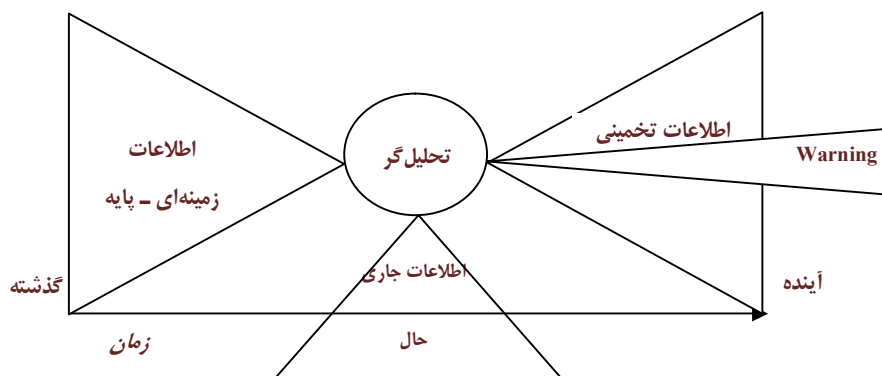 اطلاعات تخمینی
Warning
تحلیل‌گر
اطلاعات
زمینه‌ای ـ پایه
اطلاعات جاری
گذشته
آینده
زمان
حال